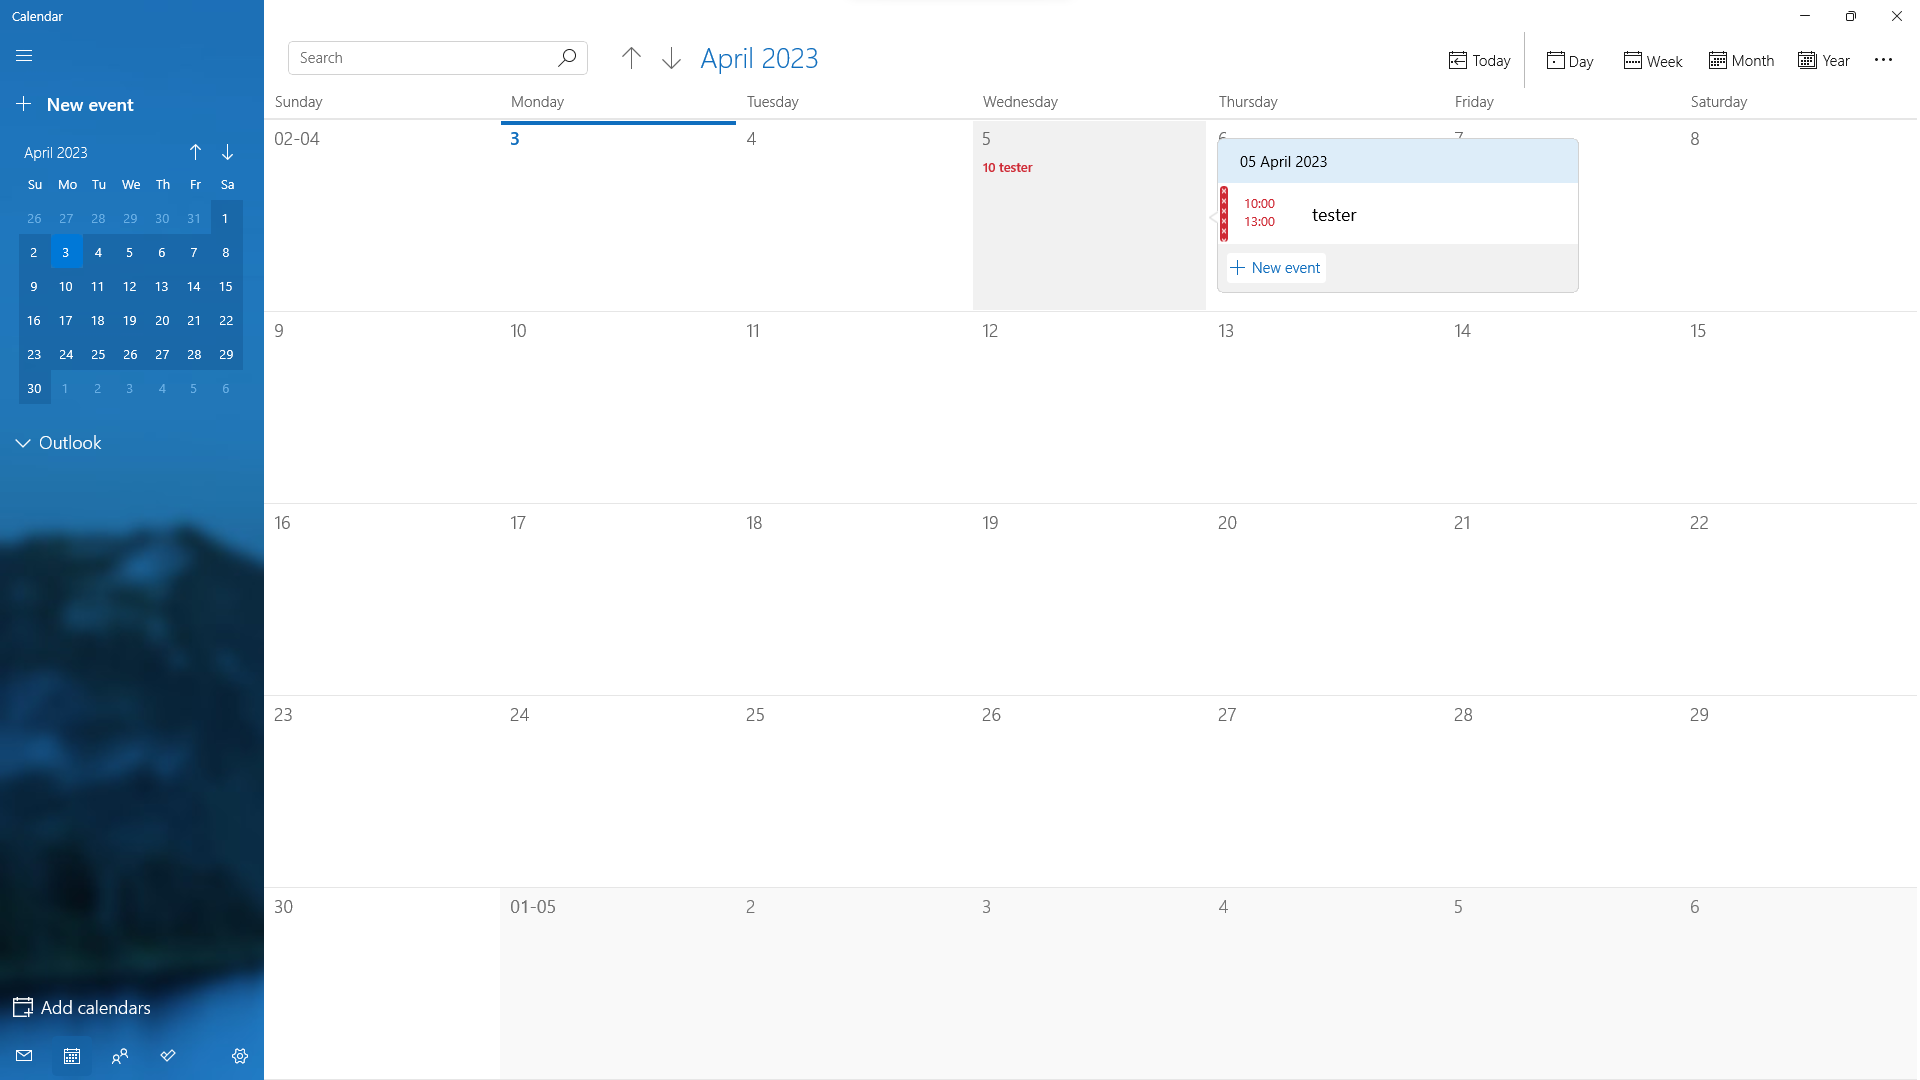 Calendar
New event
April 2023
Su Mo Tu We Th Fr Sa
26 27 28 29 30 31 1
2 3 4 5 6 7 8
9 10 11 12 13 14 15
16 17 18 19 20 21 22
23 24 25 26 27 28 29
30 1 2 3 4 5 6
Outlook
Add calendars
Search
April 2023
Today
Day
Week
Month
Year
Sunday Monday Tuesday Wednesday Thursday Friday Saturday
02-04 3 4 5 6 7 8
10 tester
05 April 2023
10:00
13:00
tester
New event
9 10 11 12 13 14 15
16 17 18 19 20 21 22
23 24 25 26 27 28 29
30 01-05 2 3 4 5 6